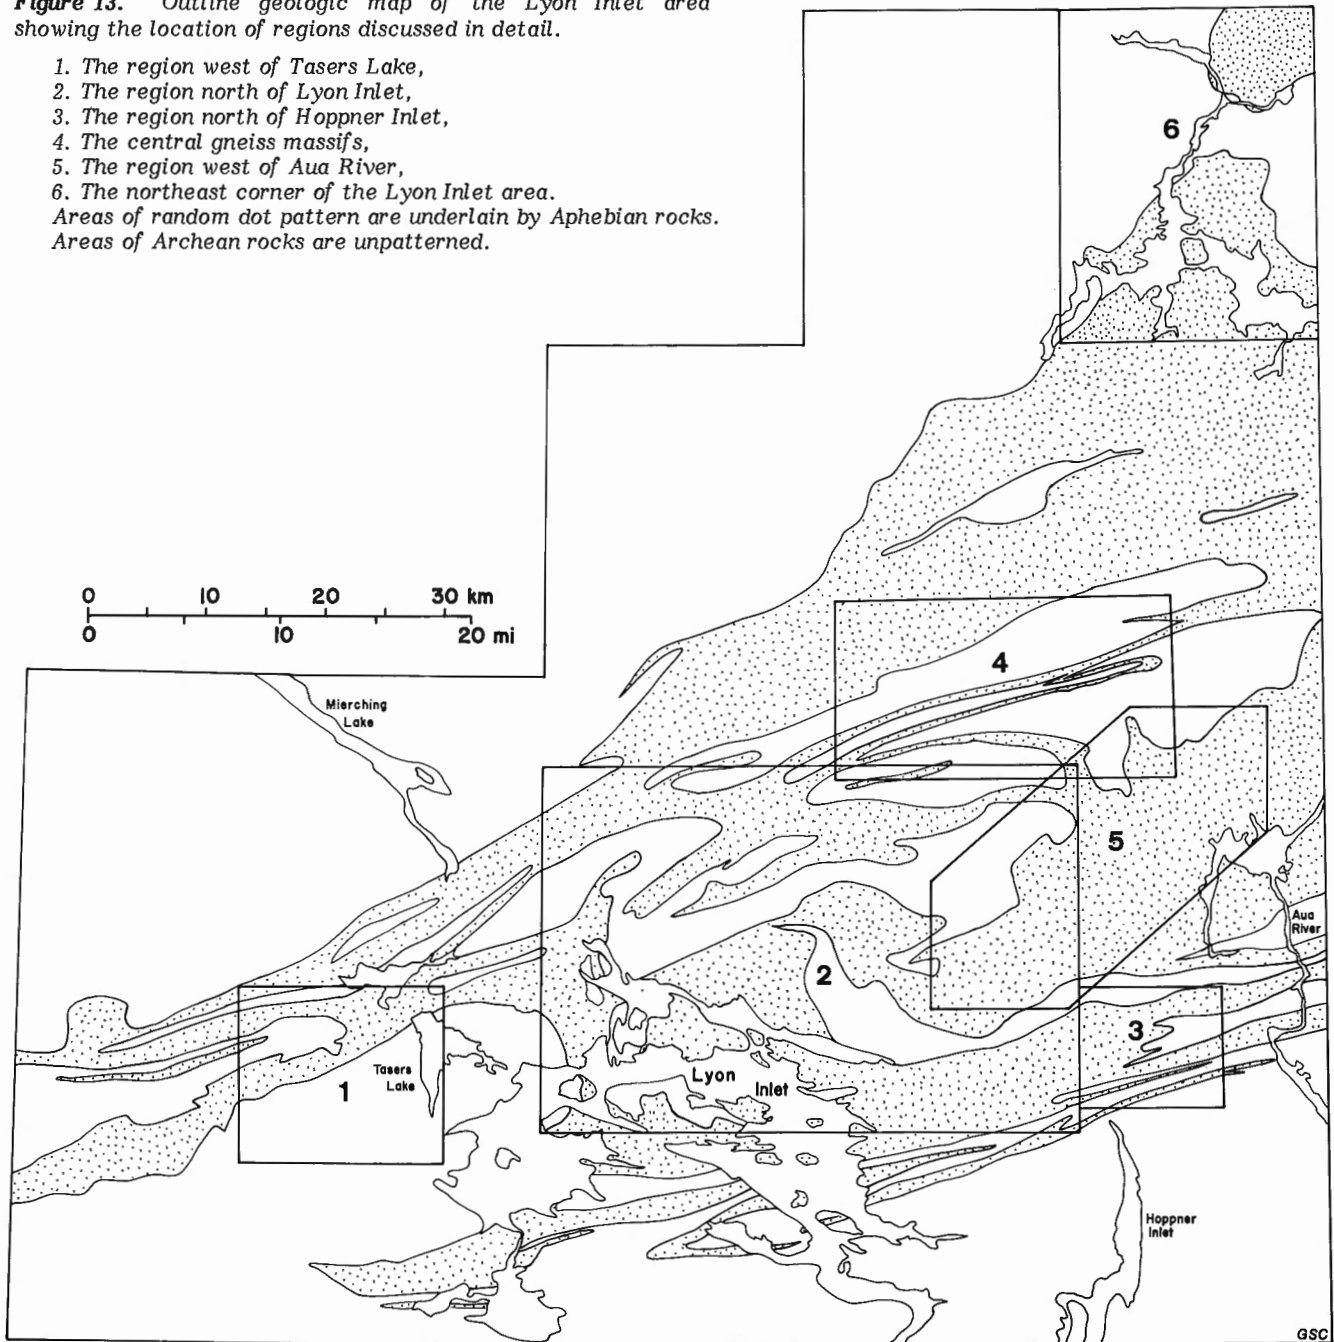 Figure 13. Outline geologic map of the Lyon Inlet area
showing the location of regions discussed in detail.
1. The region west of Tasers Lake,
2. The region north of Lyon Inlet,
3. The region north of Hoppner Inlet,
4. The central gneiss massifs,
5. The region west of Aua River,
6. The northeast corner of the Lyon Inlet area.
Areas of random dot pattern are underlain by Aphebian rocks.
Areas of Archean rocks are unpatterned.
6
0 10 20 30 km
0 10 20 mi
4
Mierching
Lake
5
Aua
River
2
3
Tasers
Lake
1
Lyon
Inlet
Hoppner
Inlet
GSC